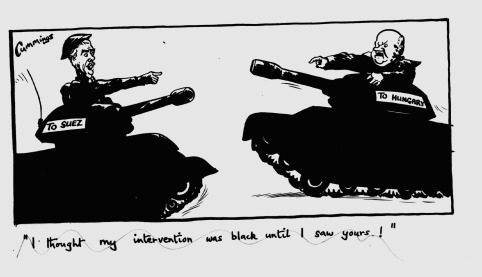 Cummings
TO SUEZ
TO HUNGARY
"I thought my intervention was black until I saw yours!"